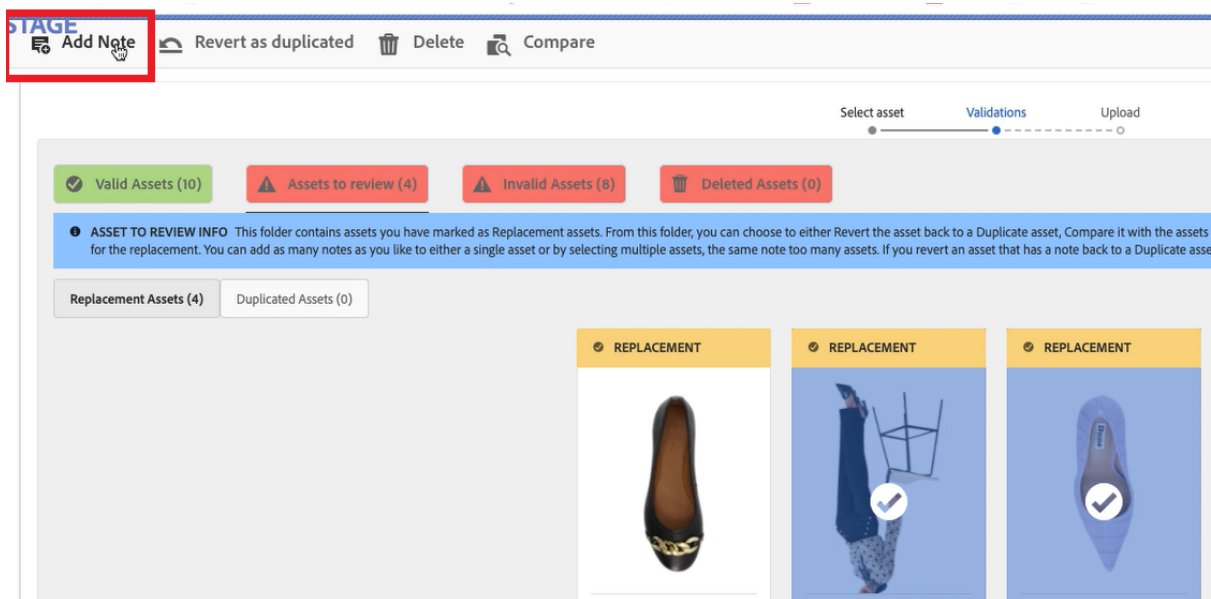 STAGE
Add Note
Revert as duplicated
Delete
Compare
Select asset
Validations
Upload
Valid Assets (10)
Assets to review (4)
Invalid Assets (8)
Deleted Assets (0)
ASSET TO REVIEW INFO This folder contains assets you have marked as Replacement assets. From this folder, you can choose to either Revert the asset back to a Duplicate asset, Compare it with the assets
for the replacement. You can add as many notes as you like to either a single asset or by selecting multiple assets, the same note too many assets. If you revert an asset that has a note back to a Duplicate asse
Replacement Assets (4)
Duplicated Assets (0)
REPLACEMENT
REPLACEMENT
REPLACEMENT
Dune